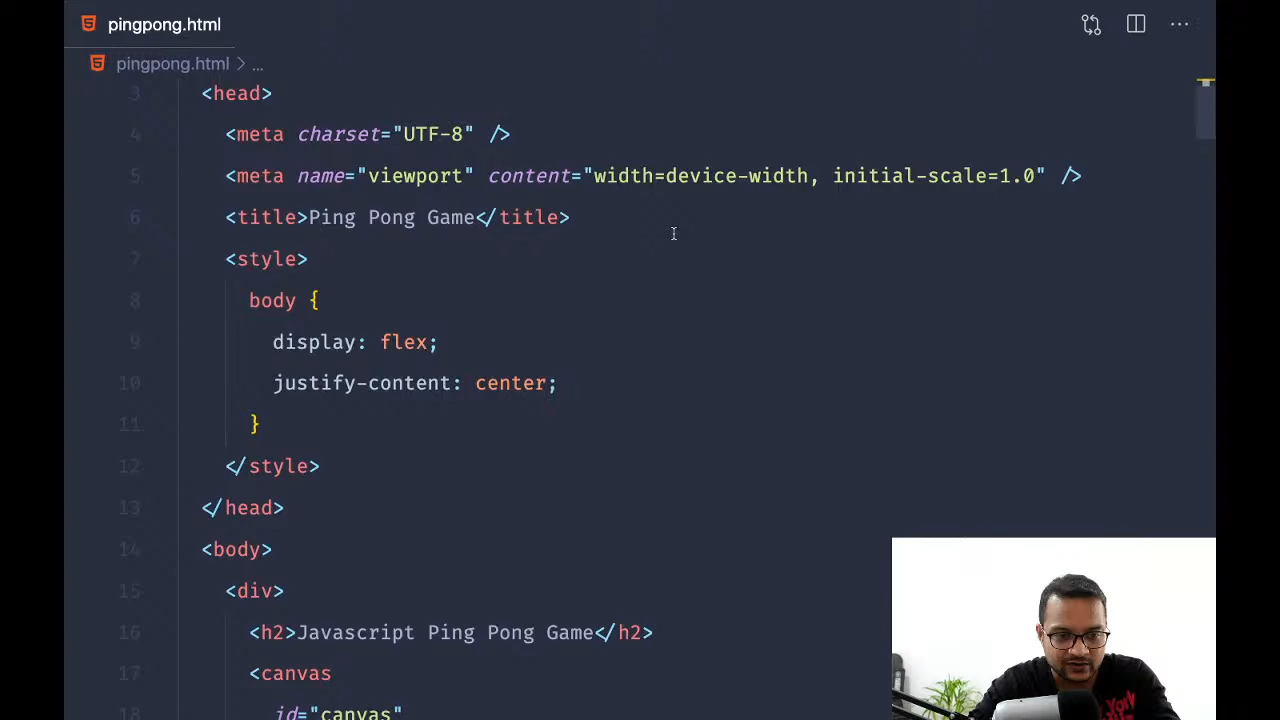 pingpong.html
pingpong.html > ...
3 <head>
4 <meta charset="UTF-8" />
5 <meta name="viewport" content="width=device-width, initial-scale=1.0" />
6 <title>Ping Pong Game</title>
7 <style>
8 body {
9 display: flex;
10 justify-content: center;
11 }
12 </style>
13 </head>
14 <body>
15 <div>
16 <h2>Javascript Ping Pong Game</h2>
17 <canvas
18 id="canvas"